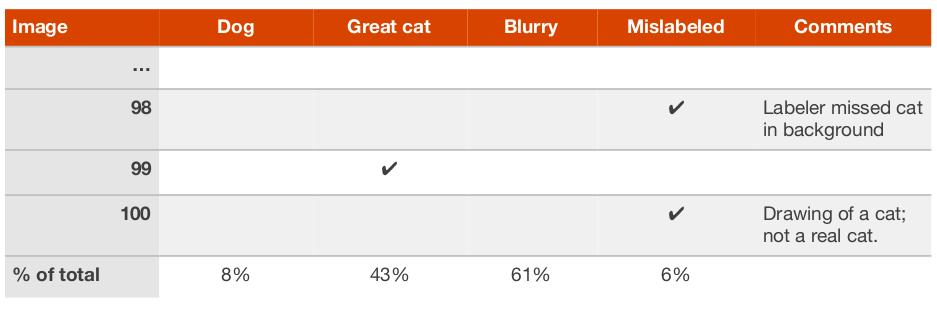 Image Dog Great cat Blurry Mislabeled Comments
...
98 ✔ Labeler missed cat
in background
99 ✔
100 ✔ Drawing of a cat;
not a real cat.
% of total 8% 43% 61% 6%